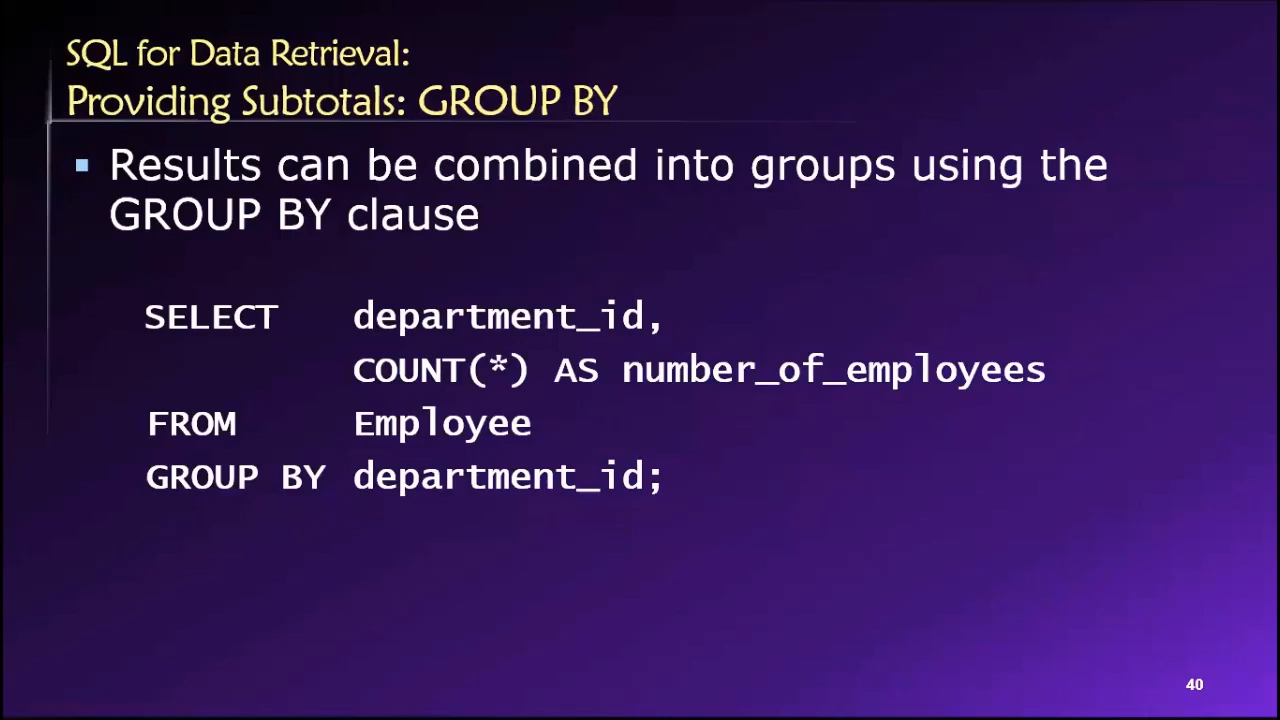 SQL for Data Retrieval:
Providing Subtotals: GROUP BY
▪ Results can be combined into groups using the
GROUP BY clause
SELECT department_id,
COUNT(*) AS number_of_employees
FROM Employee
GROUP BY department_id;
40